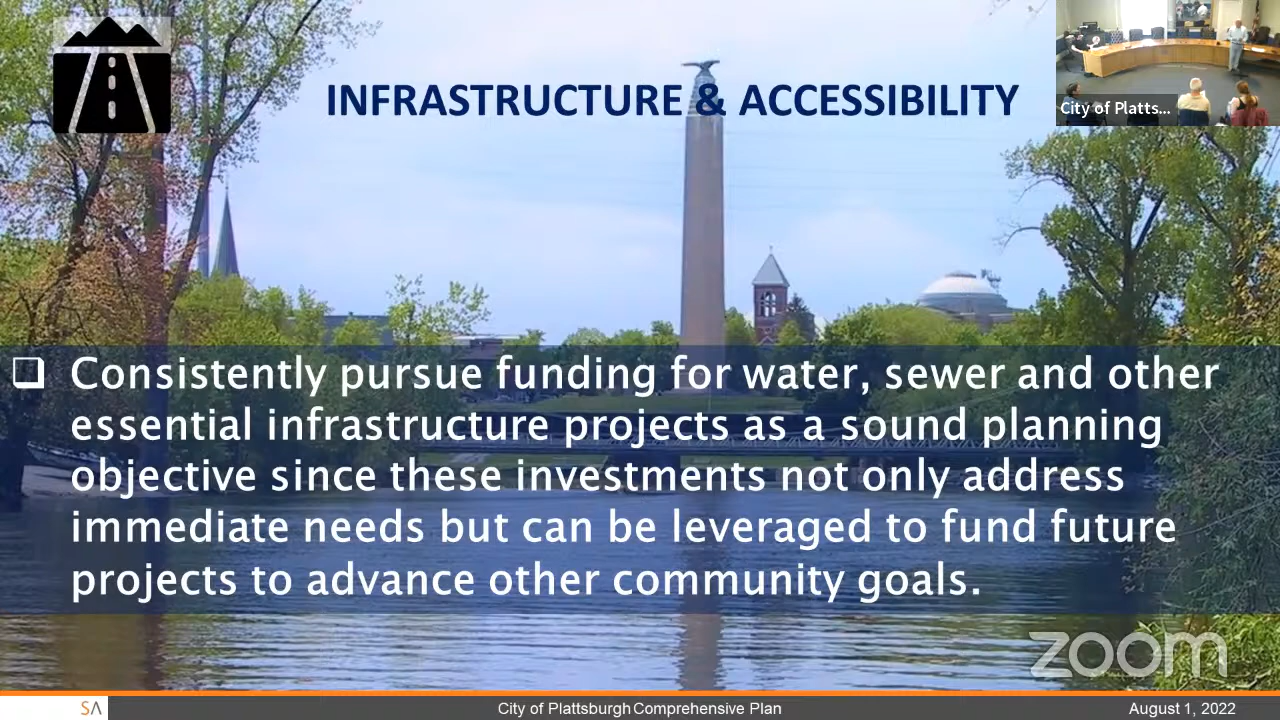 INFRASTRUCTURE & ACCESSIBILITY
City of Platts...
❑ Consistently pursue funding for water, sewer and other
essential infrastructure projects as a sound planning
objective since these investments not only address
immediate needs but can be leveraged to fund future
projects to advance other community goals.
zoom
SA
City of Plattsburgh Comprehensive Plan
August 1, 2022